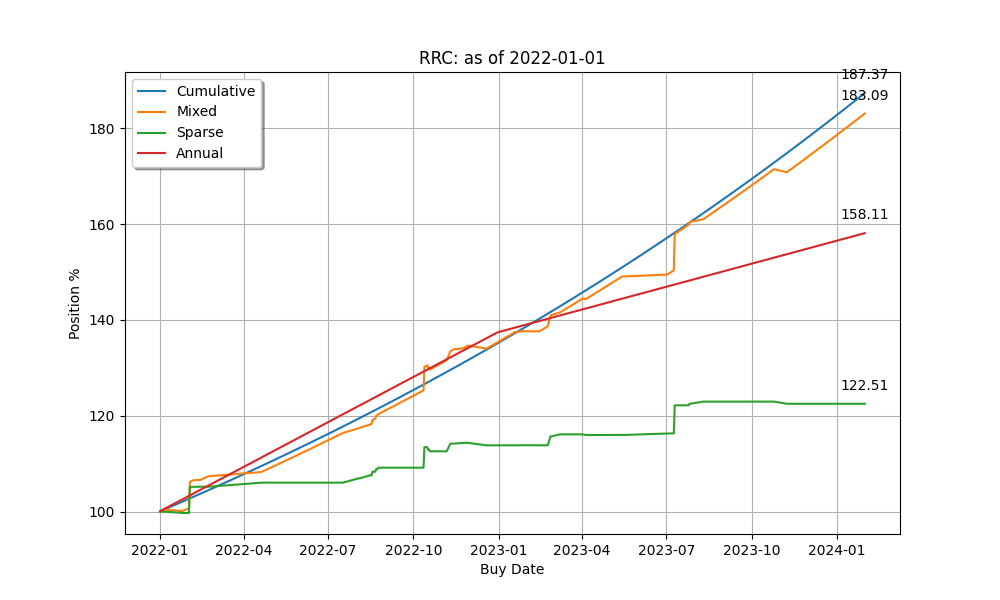 RRC: as of 2022-01-01
Cumulative
Mixed
Sparse
Annual
187.37
183.09
158.11
122.51
180
160
140
120
100
Position %
2022-01 2022-04 2022-07 2022-10 2023-01 2023-04 2023-07 2023-10 2024-01
Buy Date